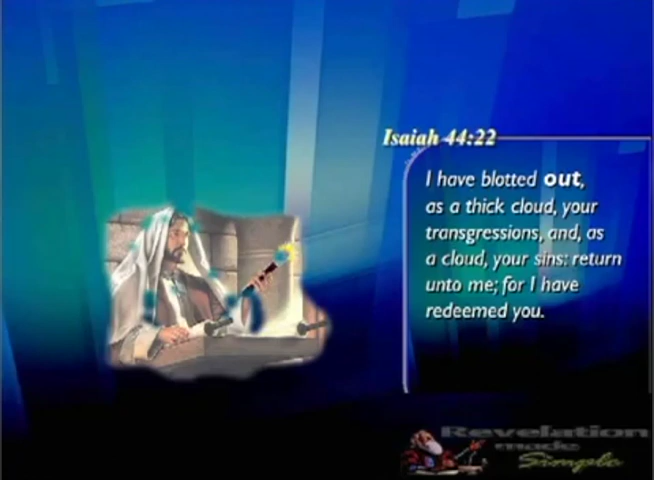 Isaiah 44:22
I have blotted out,
as a thick cloud, your
transgressions, and, as
a cloud, your sins: return
unto me; for I have
redeemed you.
Revelation
made
Simple